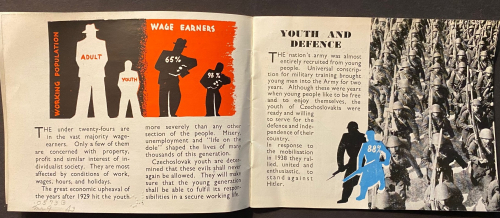 WORKING POPULATION
WAGE EARNERS
ADULT
YOUTH
65%
98%
THE under twenty-fours are
in the vast majority wage-
earners. Only a few of them
are concerned with property,
profit and similar interest of in-
dividualist society. They are most
affected by conditions of work,
wages, hours, and holidays.
The great economic upheaval of
the years after 1929 hit the youth
more severely than any other
section of the people. Misery,
unemployment and "life on the
dole" shaped the lives of many
thousands of this generation.
Czechoslovak youth are deter-
mined that these evils shall never
again be allowed. They will make
sure that the young generation
shall be able to fulfil its respon-
sibilities in a secure working life.
YOUTH AND
DEFENCE
THE nation's army was almost
entirely recruited from young
people. Universal conscrip-
tion for military training brought
young men into the Army for two
years. Although these were years
when young people like to be free
and to enjoy themselves, the
youth of Czechoslovakia were
ready and willing
to serve for the
defence and inde-
pendence of their
country.
In response to
the mobilisation
in 1938 they ral-
lied, united and
enthusiastic, to
stand against
Hitler.
88%